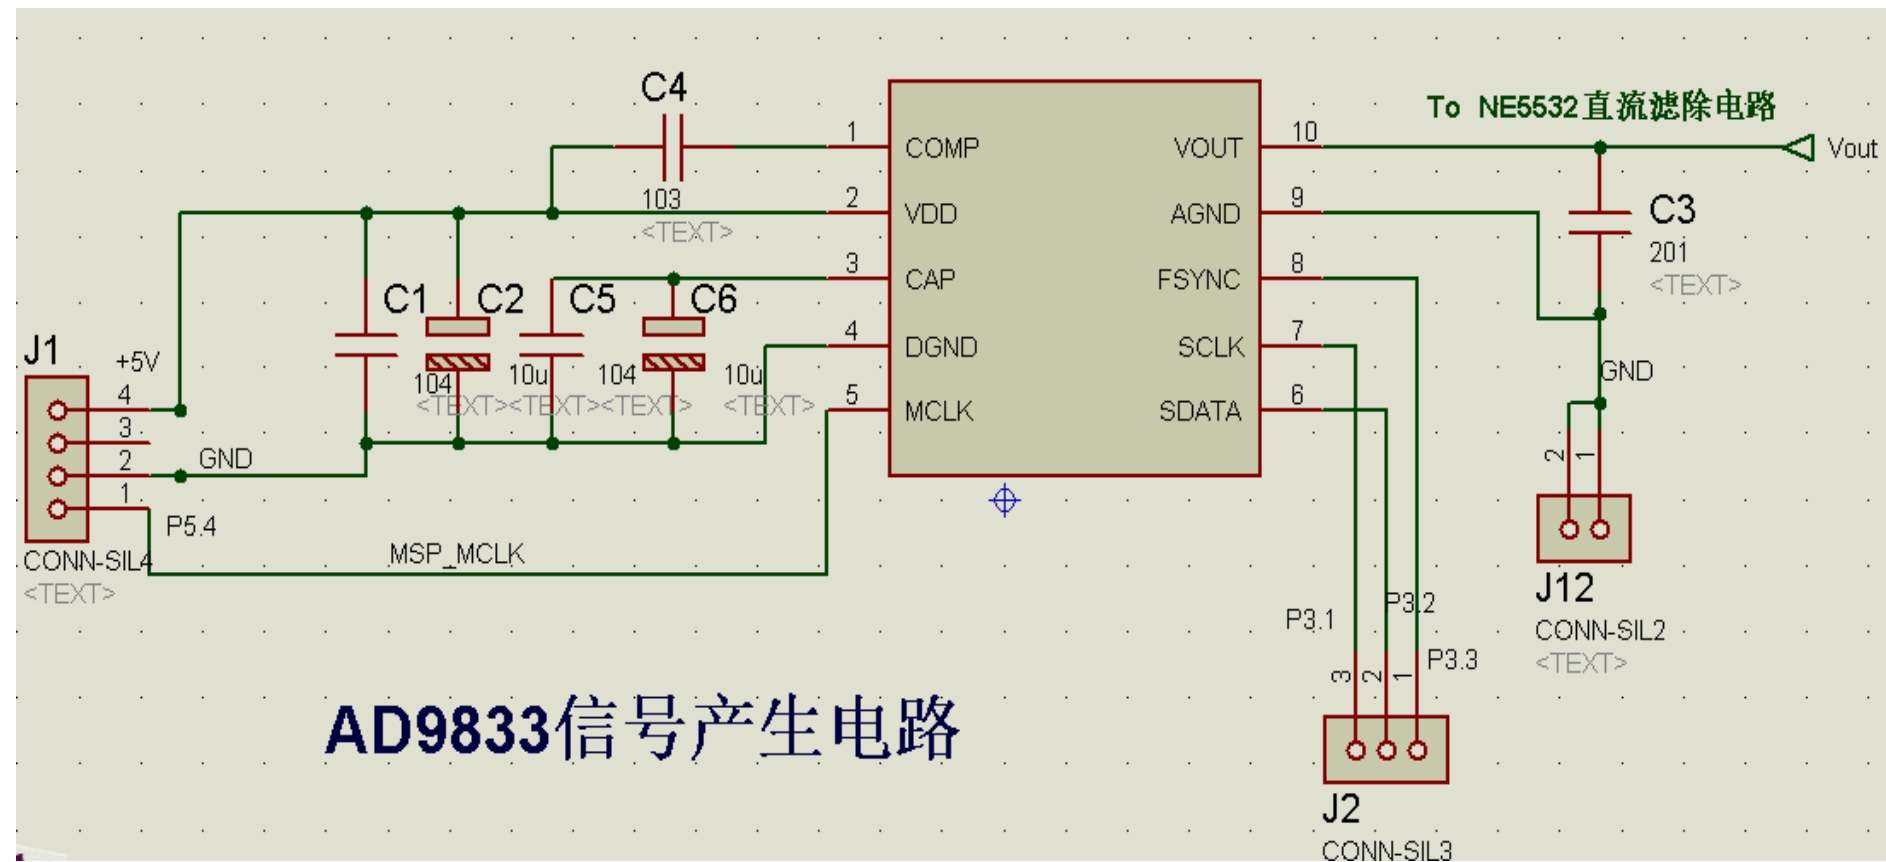 C4
103
<TEXT>
To NE5532直流滤除电路
Vout
1
COMP
VOUT
10
2
VDD
AGND
9
3
CAP
FSYNC
8
4
DGND
SCLK
7
5
MCLK
SDATA
6
C3
201
<TEXT>
C1
C2
C5
C6
104
10u
104
10u
<TEXT>
<TEXT>
<TEXT>
<TEXT>
J1
+5V
4
3
2
1
GND
P5.4
CONN-SIL4
<TEXT>
MSP_MCLK
GND
2
1
J12
CONN-SIL2
<TEXT>
P3.1
P3.2
P3.3
3
2
1
J2
CONN-SIL3
AD9833信号产生电路